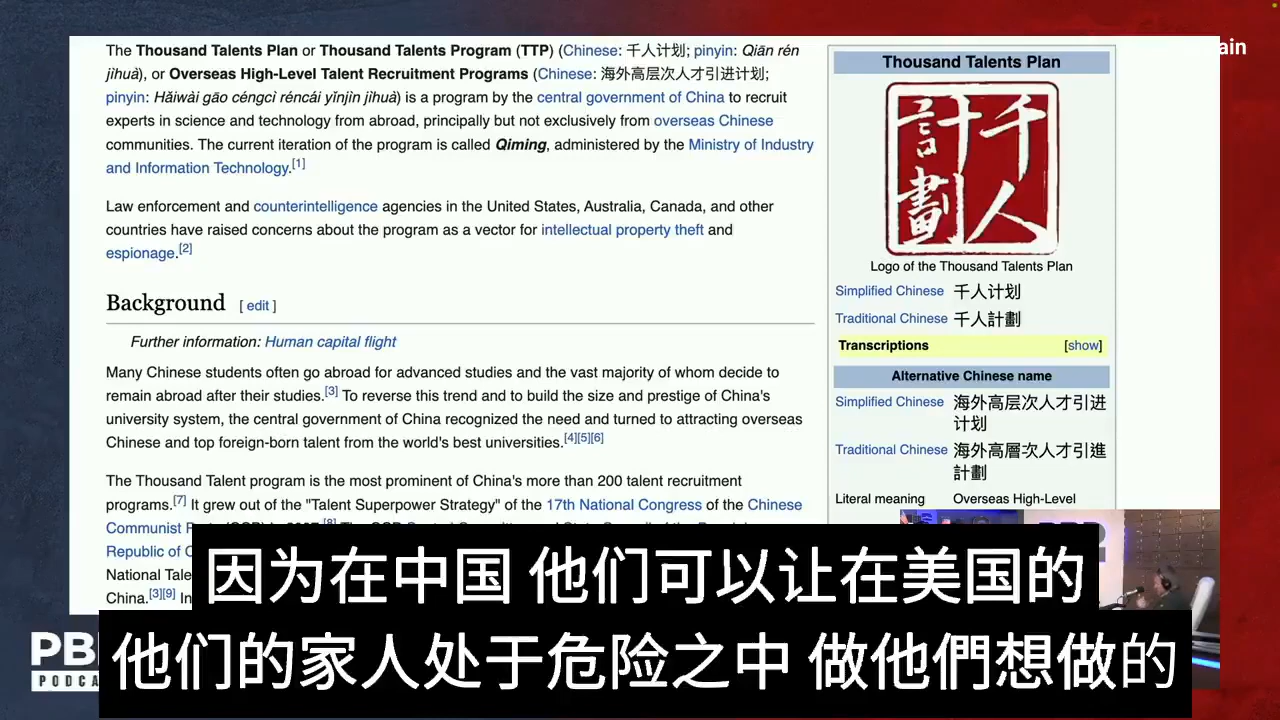 The Thousand Talents Plan or Thousand Talents Program (TTP) (Chinese: 千人计划; pinyin: Qiān rén
jìhuà), or Overseas High-Level Talent Recruitment Programs (Chinese: 海外高层次人才引进计划;
pinyin: Hǎiwài gāo céngcì réncái yǐnjìn jìhuà) is a program by the central government of China to recruit
experts in science and technology from abroad, principally but not exclusively from overseas Chinese
communities. The current iteration of the program is called Qiming, administered by the Ministry of Industry
and Information Technology.[1]
Law enforcement and counterintelligence agencies in the United States, Australia, Canada, and other
countries have raised concerns about the program as a vector for intellectual property theft and
espionage.[2]
Background [ edit ]
Further information: Human capital flight
Many Chinese students often go abroad for advanced studies and the vast majority of whom decide to
remain abroad after their studies.[3] To reverse this trend and to build the size and prestige of China's
university system, the central government of China recognized the need and turned to attracting overseas
Chinese and top foreign-born talent from the world's best universities.[4][5][6]
The Thousand Talent program is the most prominent of China's more than 200 talent recruitment
programs.[7] It grew out of the "Talent Superpower Strategy" of the 17th National Congress of the Chinese
Communist
Republic of
National
China.[3][9] In
Thousand Talents Plan
千人
計劃
Logo of the Thousand Talents Plan
Simplified Chinese 千人计划
Traditional Chinese 千人計劃
Transcriptions [show]
Alternative Chinese name
Simplified Chinese 海外高层次人才引进
计划
Traditional Chinese 海外高層次人才引進
計劃
Literal meaning Overseas High-Level
因为在中国 他们可以让在美国的
他们的家人处于危险之中 做他們想做的